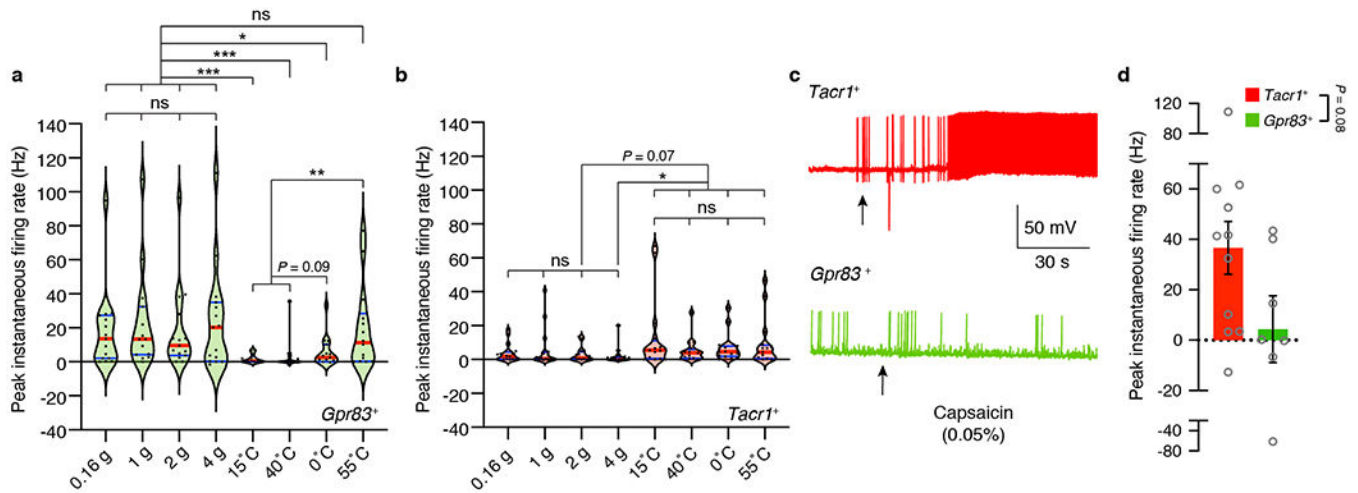 a
ns
*
***
***
ns
**
P = 0.09
Peak instantaneous firing rate (Hz)
140
120
100
80
60
40
20
0
-20
-40
Gpr83+
0.16 g
1 g
2 g
4 g
15˚C
40˚C
0˚C
55˚C
b
P = 0.07
*
ns
ns
Peak instantaneous firing rate (Hz)
140
120
100
80
60
40
20
0
-20
-40
Tacr1+
0.16 g
1 g
2 g
4 g
15˚C
40˚C
0˚C
55˚C
c
Tacr1+
50 mV
30 s
Gpr83 +
Capsaicin
(0.05%)
d
Tacr1+
Gpr83+
P = 0.08
Peak instantaneous firing rate (Hz)
120
80
60
40
20
0
-20
-40
-80